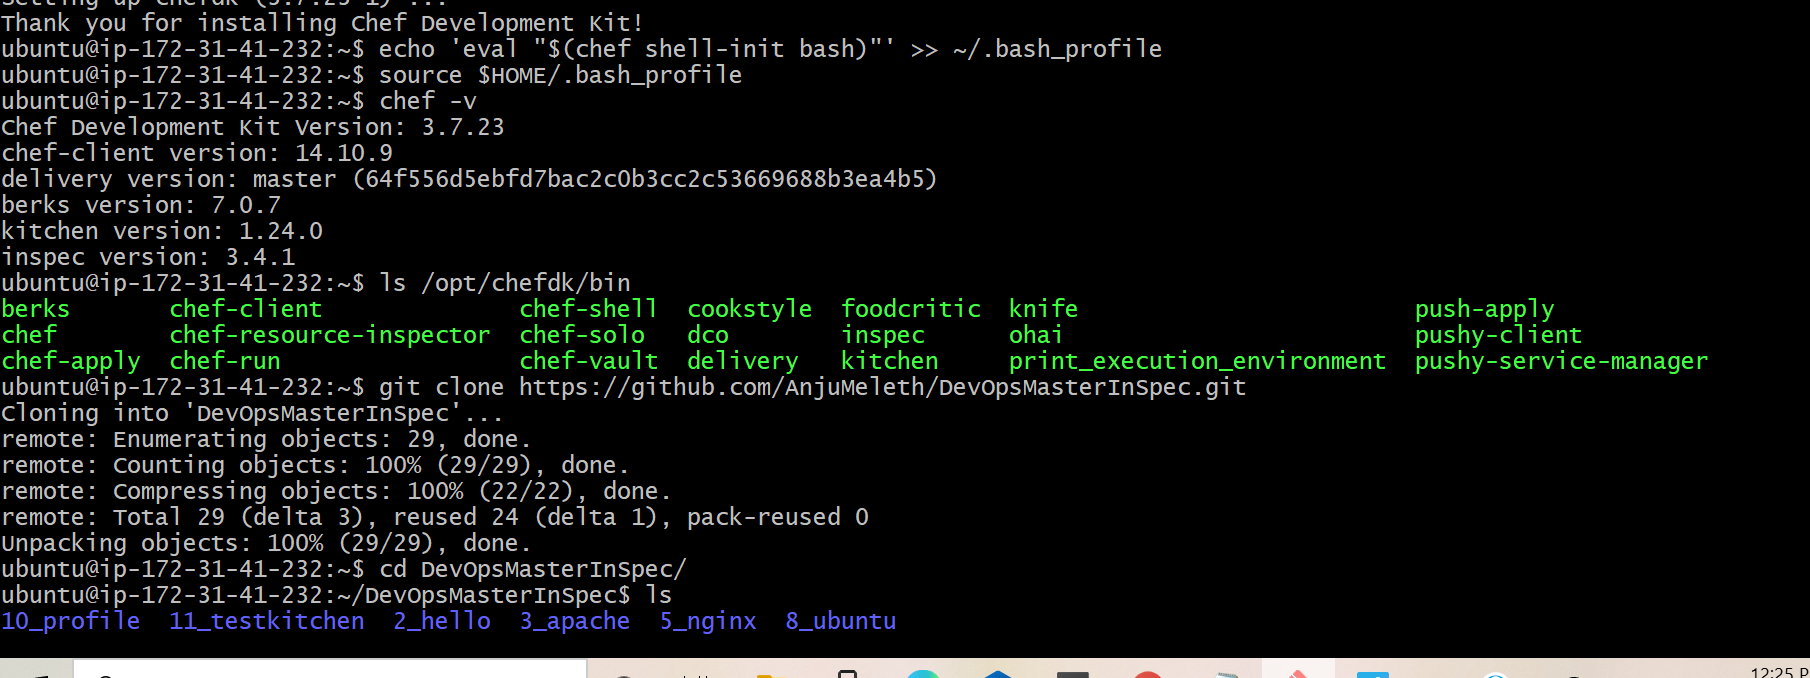 Setting up chefdk (3.7.23-1) ...
Thank you for installing Chef Development Kit!
ubuntu@ip-172-31-41-232:~$ echo 'eval "$(chef shell-init bash)"' >> ~/.bash_profile
ubuntu@ip-172-31-41-232:~$ source $HOME/.bash_profile
ubuntu@ip-172-31-41-232:~$ chef -v
Chef Development Kit Version: 3.7.23
chef-client version: 14.10.9
delivery version: master (64f556d5ebfd7bac2c0b3cc2c53669688b3ea4b5)
berks version: 7.0.7
kitchen version: 1.24.0
inspec version: 3.4.1
ubuntu@ip-172-31-41-232:~$ ls /opt/chefdk/bin
berks chef-client chef-shell cookstyle foodcritic knife push-apply
chef chef-resource-inspector chef-solo dco inspec ohai pushy-client
chef-apply chef-run chef-vault delivery kitchen print_execution_environment pushy-service-manager
ubuntu@ip-172-31-41-232:~$ git clone https://github.com/AnjuMeleth/DevOpsMasterInSpec.git
Cloning into 'DevOpsMasterInSpec'...
remote: Enumerating objects: 29, done.
remote: Counting objects: 100% (29/29), done.
remote: Compressing objects: 100% (22/22), done.
remote: Total 29 (delta 3), reused 24 (delta 1), pack-reused 0
Unpacking objects: 100% (29/29), done.
ubuntu@ip-172-31-41-232:~$ cd DevOpsMasterInSpec/
ubuntu@ip-172-31-41-232:~/DevOpsMasterInSpec$ ls
10_profile 11_testkitchen 2_hello 3_apache 5_nginx 8_ubuntu
12:25 P